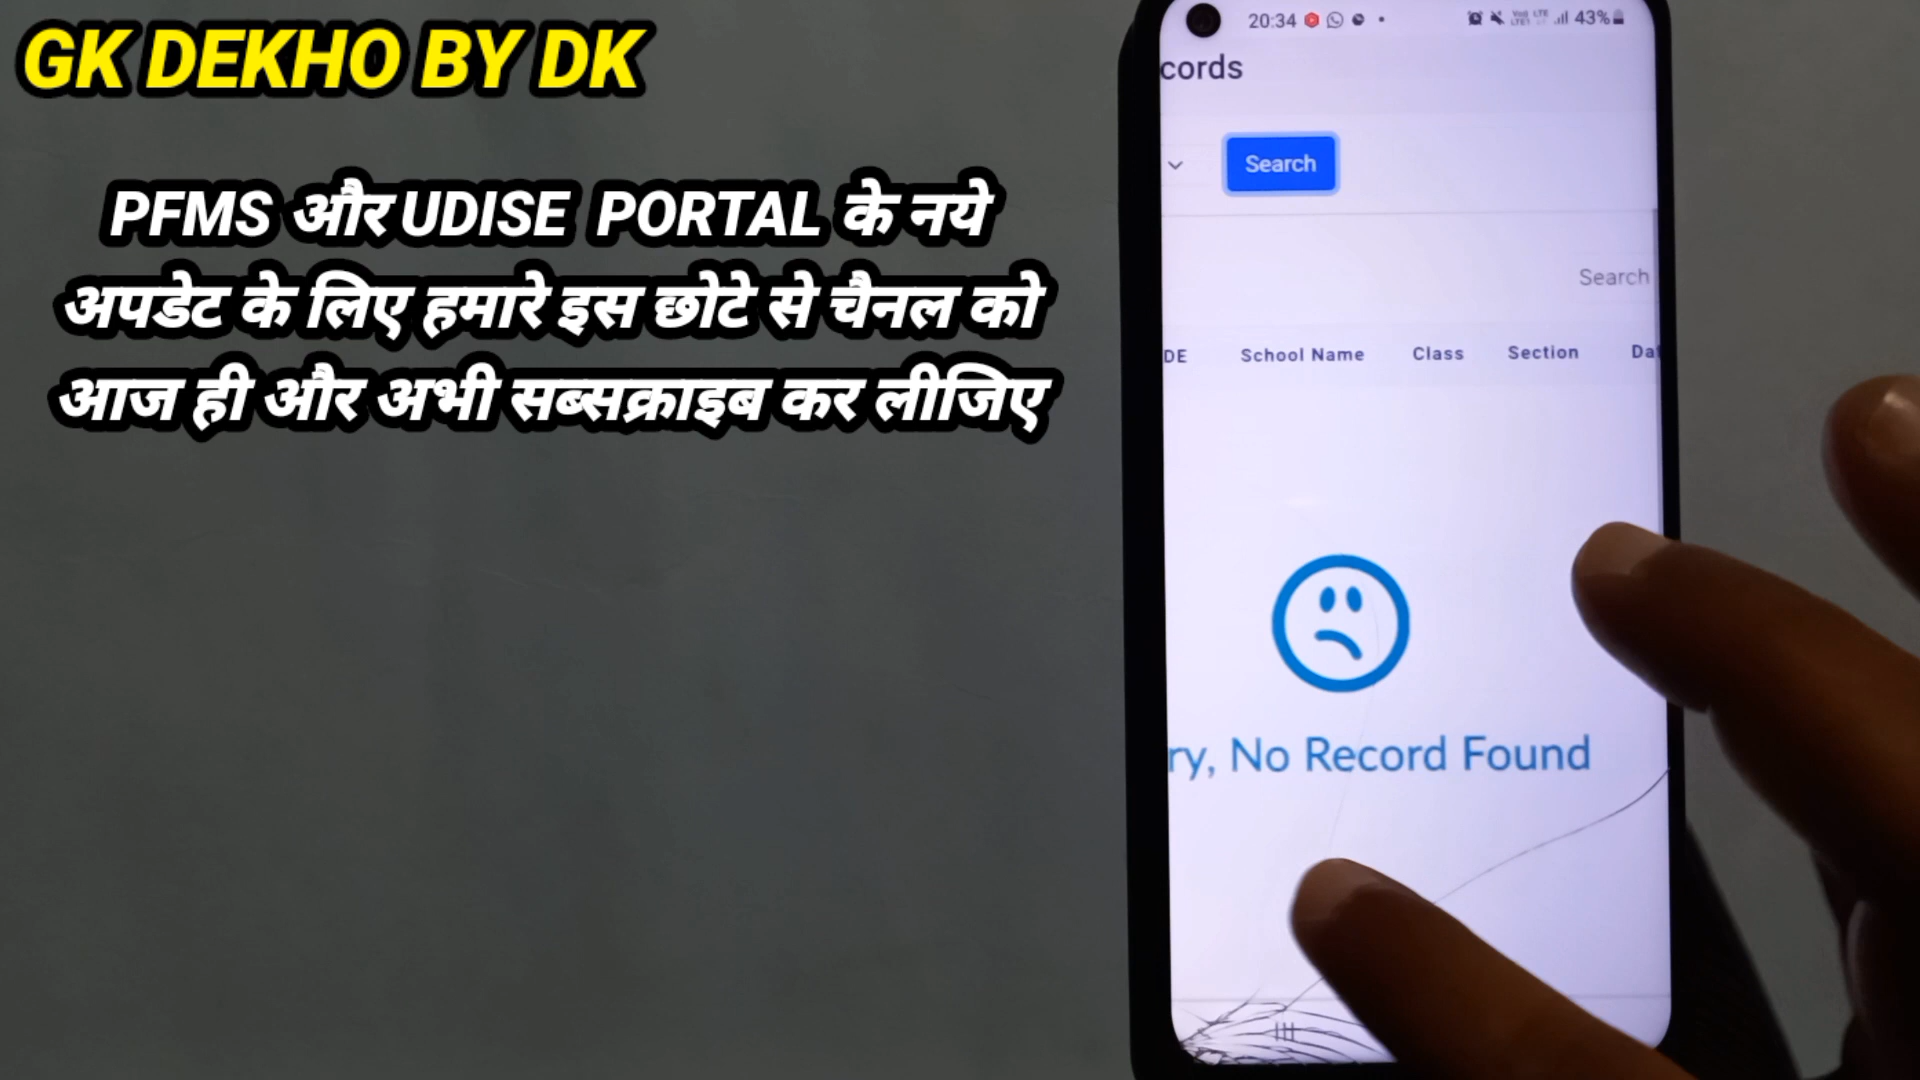 GK DEKHO BY DK
PFMS और UDISE PORTAL के नये
अपडेट के लिए हमारे इस छोटे से चैनल को
आज ही और अभी सब्सक्राइब कर लीजिए
20:34 43%
cords
Search
Search
DE School Name Class Section Dat
ry, No Record Found